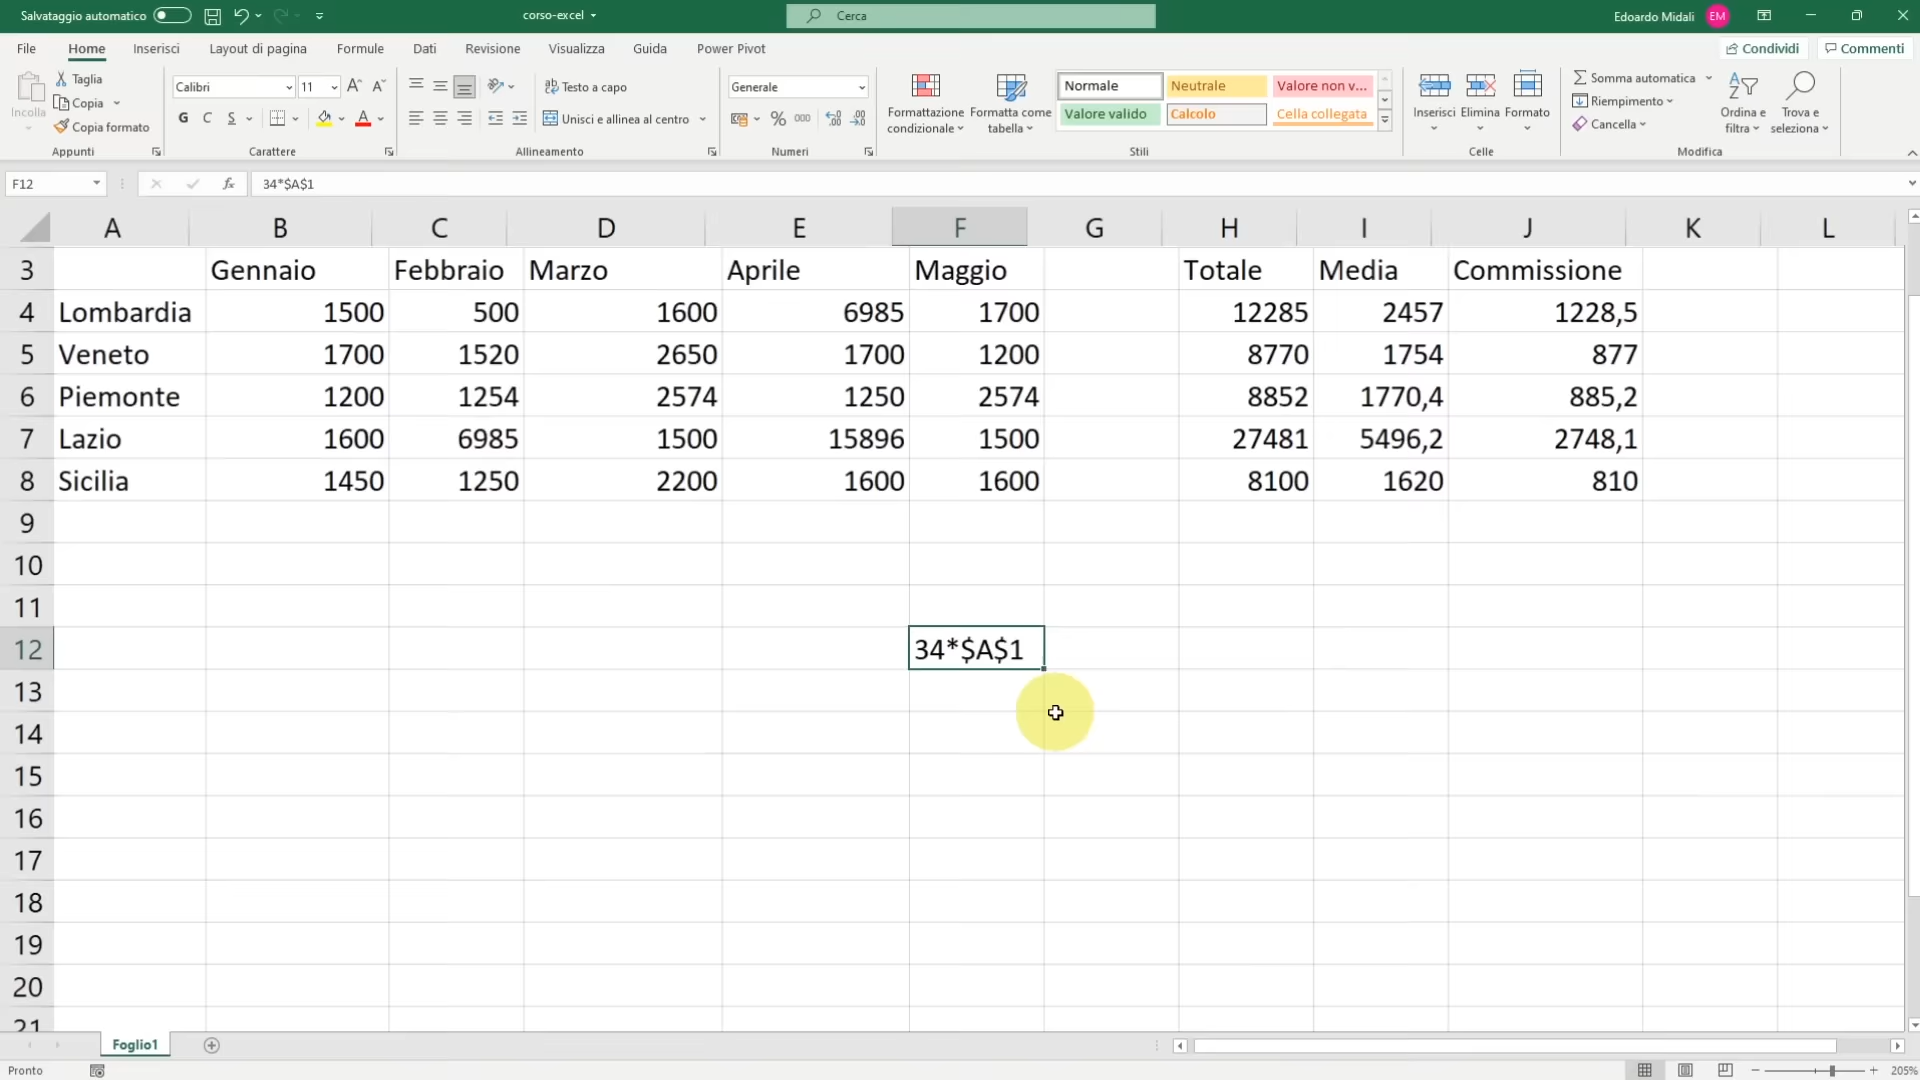 Salvataggio automatico
corso-excel
Cerca
Edoardo Midali
EM
File
Home
Inserisci
Layout di pagina
Formule
Dati
Revisione
Visualizza
Guida
Power Pivot
Condividi
Commenti
Incolla
Taglia
Copia
Copia formato
Appunti
Calibri
11
G C S
Carattere
Testo a capo
Unisci e allinea al centro
Allineamento
Generale
% 000
Numeri
Formattazione condizionale
Formatta come tabella
Normale
Neutrale
Valore non v...
Valore valido
Calcolo
Cella collegata
Stili
Inserisci
Elimina
Formato
Celle
Somma automatica
Riempimento
Cancella
Ordina e filtra
Trova e seleziona
Modifica
F12
fx
34*$A$1
A B C D E F G H I J K L
3 Gennaio Febbraio Marzo Aprile Maggio Totale Media Commissione
4 Lombardia 1500 500 1600 6985 1700 12285 2457 1228,5
5 Veneto 1700 1520 2650 1700 1200 8770 1754 877
6 Piemonte 1200 1254 2574 1250 2574 8852 1770,4 885,2
7 Lazio 1600 6985 1500 15896 1500 27481 5496,2 2748,1
8 Sicilia 1450 1250 2200 1600 1600 8100 1620 810
9
10
11
12 34*$A$1
13
14
15
16
17
18
19
20
21
Foglio1
Pronto
205%